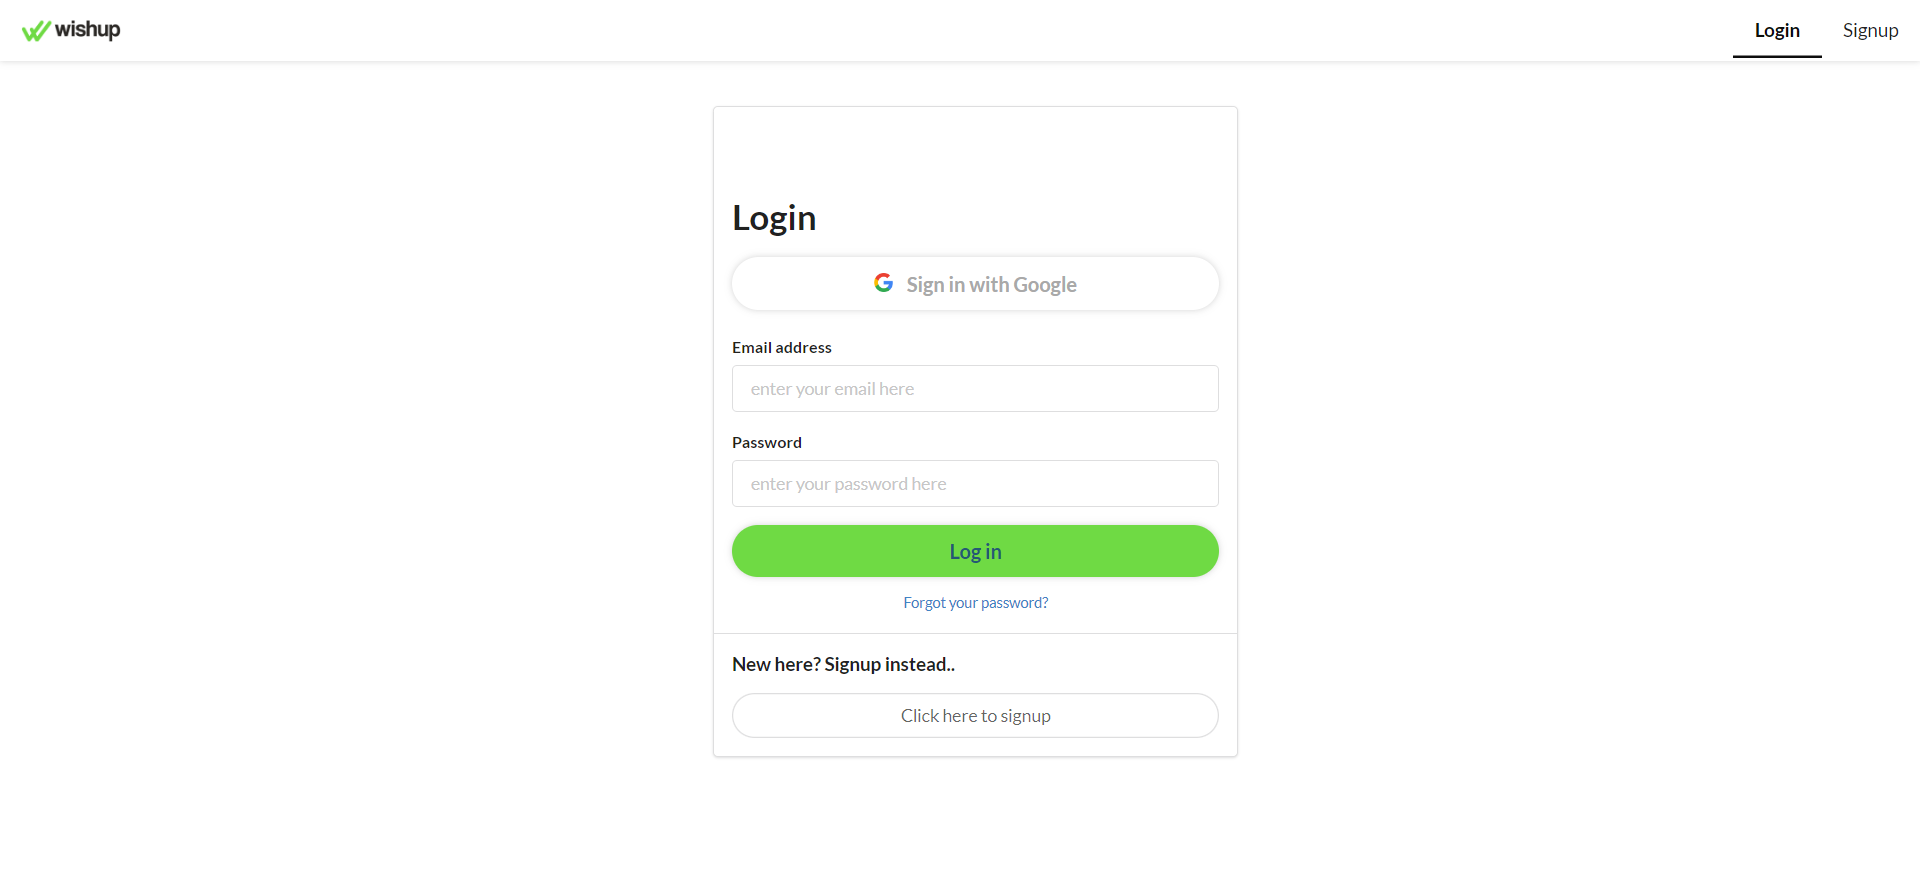 wishup
Login
Signup
Login
Sign in with Google
Email address
enter your email here
Password
enter your password here
Log in
Forgot your password?
New here? Signup instead..
Click here to signup